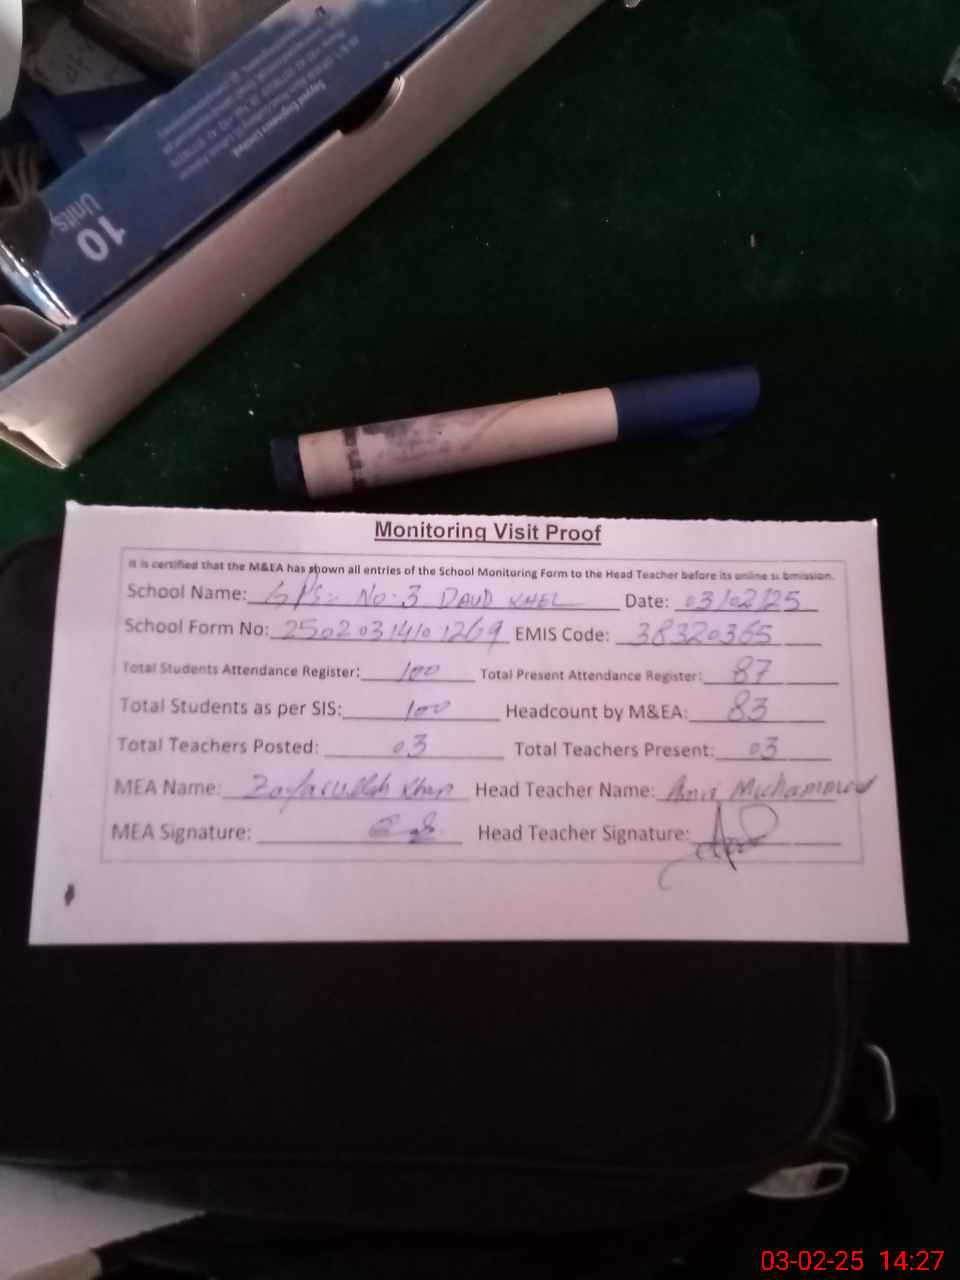 10
Units
Monitoring Visit Proof
It is certified that the M&EA has shown all entries of the School Monitoring Form to the Head Teacher before its online submission.
School Name: GPS: No.3 DAUD KHEL Date: 03/02/25
School Form No: EMIS Code: 38320365
Total Students Attendance Register: 100 Total Present Attendance Register: 87
Total Students as per SIS: 100 Headcount by M&EA: 83
Total Teachers Posted: 03 Total Teachers Present: 03
MEA Name: Zafarullah Khan Head Teacher Name: Amir Muhammad
MEA Signature: Head Teacher Signature:
03-02-25 14:27